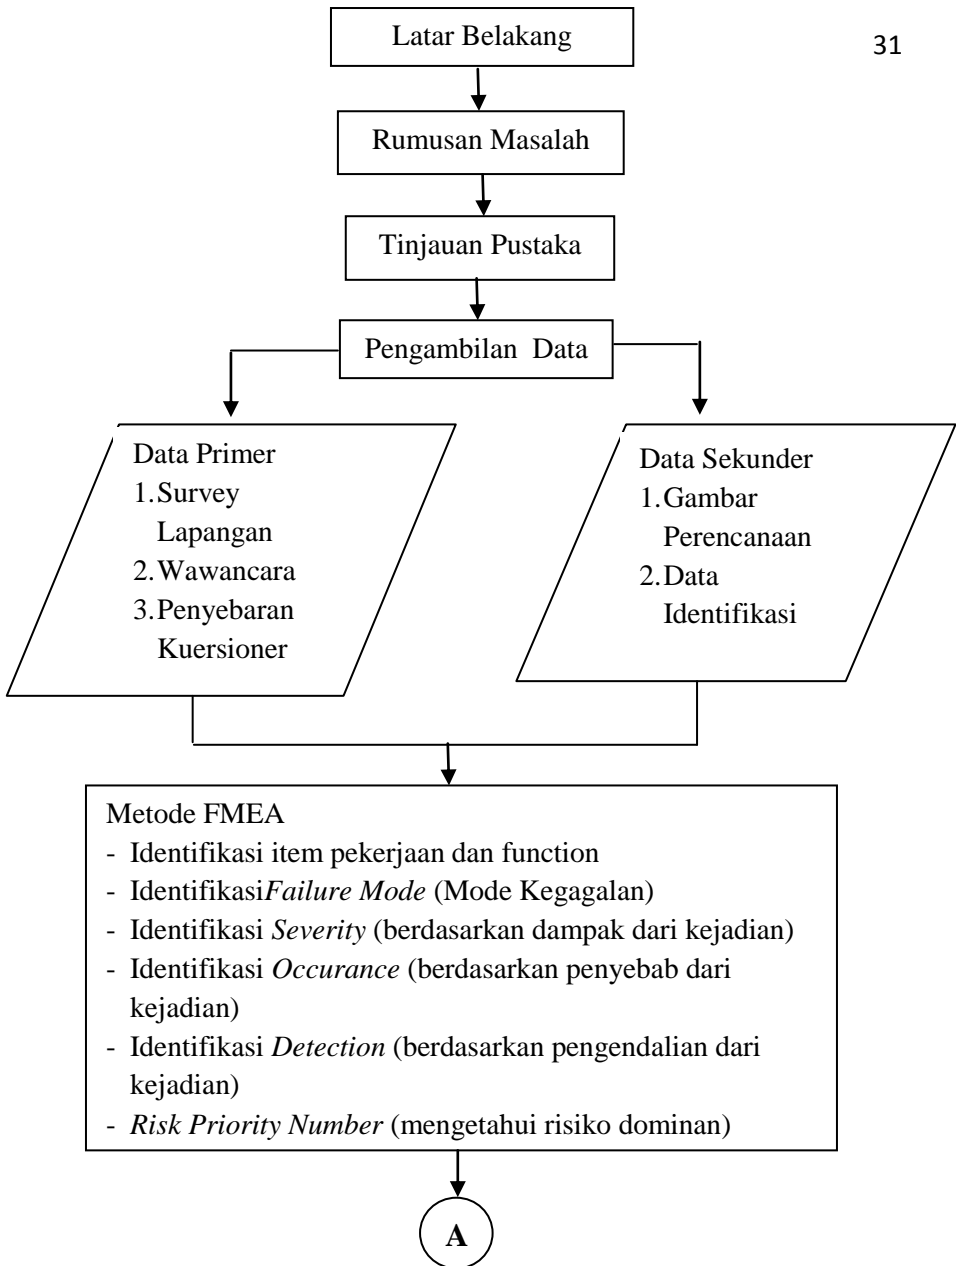 31
Latar Belakang
Rumusan Masalah
Tinjauan Pustaka
Pengambilan Data
Data Primer
1.Survey
Lapangan
2.Wawancara
3.Penyebaran
Kuersioner
Data Sekunder
1.Gambar
Perencanaan
2.Data
Identifikasi
Metode FMEA
- Identifikasi item pekerjaan dan function
- IdentifikasiFailure Mode (Mode Kegagalan)
- Identifikasi Severity (berdasarkan dampak dari kejadian)
- Identifikasi Occurance (berdasarkan penyebab dari
kejadian)
- Identifikasi Detection (berdasarkan pengendalian dari
kejadian)
- Risk Priority Number (mengetahui risiko dominan)
A